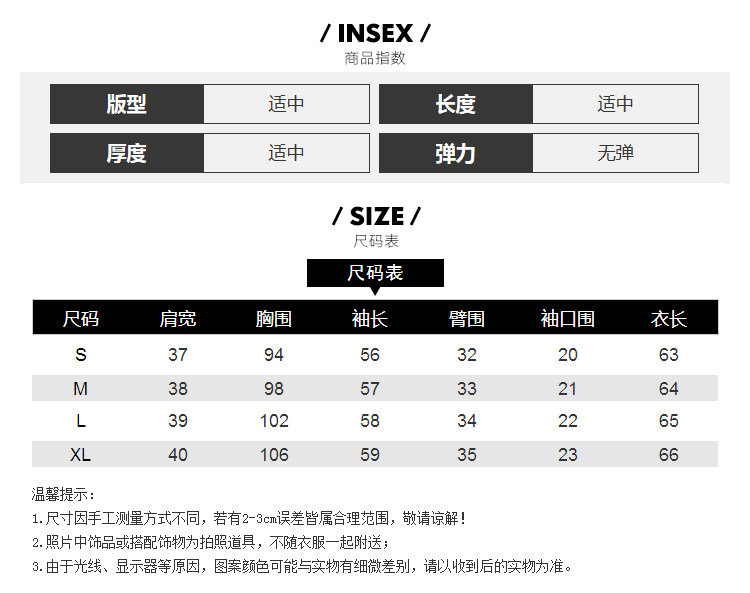 / INSEX /
商品指数
版型 适中 长度 适中
厚度 适中 弹力 无弹
/ SIZE /
尺码表
尺码表
尺码 肩宽 胸围 袖长 臂围 袖口围 衣长
S 37 94 56 32 20 63
M 38 98 57 33 21 64
L 39 102 58 34 22 65
XL 40 106 59 35 23 66
温馨提示：
1.尺寸因手工测量方式不同，若有2-3cm误差皆属合理范围，敬请谅解！
2.照片中饰品或搭配饰物为拍照道具，不随衣服一起附送；
3.由于光线、显示器等原因，图案颜色可能与实物有细微差别，请以收到后的实物为准。